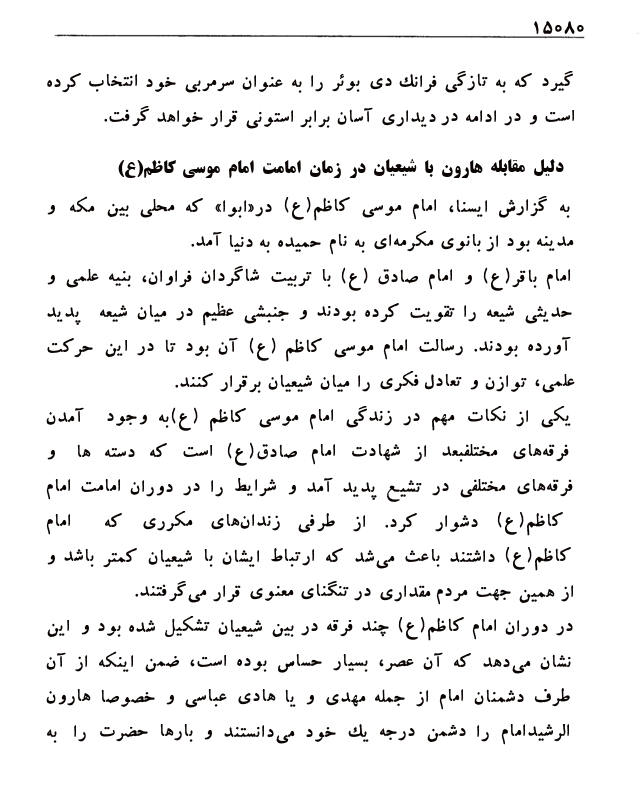 ۱۵۰۸۰
گیرد که به تازگی فرانك دی بوئر را به عنوان سرمربی خود انتخاب کرده
است و در ادامه در دیداری آسان برابر استونی قرار خواهد گرفت.
دلیل مقابله هارون با شیعیان در زمان امامت امام موسی کاظم(ع)
به گزارش ایسنا، امام موسی کاظم(ع) در«ابوا» که محلی بین مکه و
مدینه بود از بانوی مکرمه‌ای به نام حمیده به دنیا آمد.
امام باقر(ع) و امام صادق (ع) با تربیت شاگردان فراوان، بنیه علمی و
حدیثی شیعه را تقویت کرده بودند و جنبشی عظیم در میان شیعه پدید
آورده بودند. رسالت امام موسی کاظم (ع) آن بود تا در این حرکت
علمی، توازن و تعادل فکری را میان شیعیان برقرار کنند.
یکی از نکات مهم در زندگی امام موسی کاظم (ع)به وجود آمدن
فرقه‌های مختلفبعد از شهادت امام صادق(ع) است که دسته ها و
فرقه‌های مختلفی در تشیع پدید آمد و شرایط را در دوران امامت امام
کاظم(ع) دشوار کرد. از طرفی زندان‌های مکرری که امام
کاظم(ع) داشتند باعث می‌شد که ارتباط ایشان با شیعیان کمتر باشد و
از همین جهت مردم مقداری در تنگنای معنوی قرار می‌گرفتند.
در دوران امام کاظم(ع) چند فرقه در بین شیعیان تشکیل شده بود و این
نشان می‌دهد که آن عصر، بسیار حساس بوده است، ضمن اینکه از آن
طرف دشمنان امام از جمله مهدی و یا هادی عباسی و خصوصا هارون
الرشیدامام را دشمن درجه یك خود می‌دانستند و بارها حضرت را به